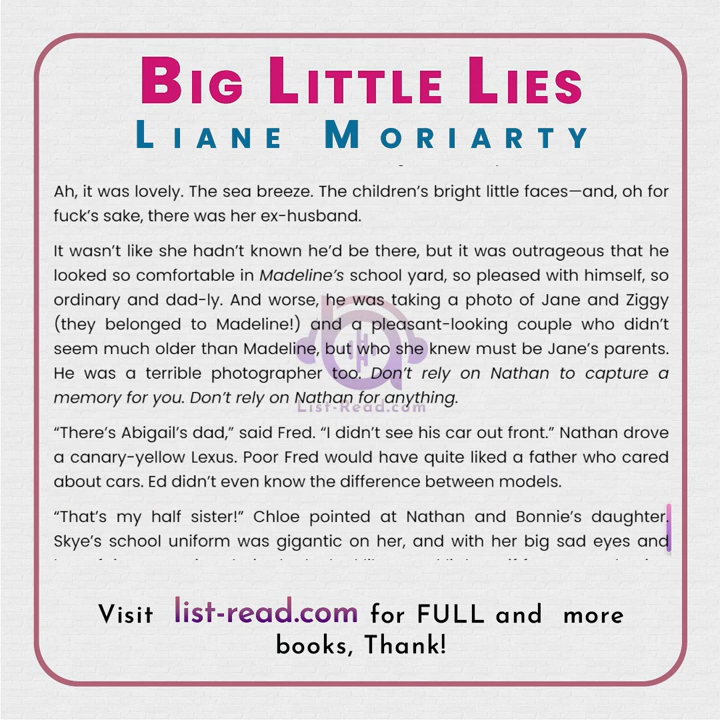 BIG LITTLE LIES
LIANE MORIARTY
Ah, it was lovely. The sea breeze. The children’s bright little faces—and, oh for
fuck’s sake, there was her ex-husband.
It wasn’t like she hadn’t known he’d be there, but it was outrageous that he
looked so comfortable in Madeline’s school yard, so pleased with himself, so
ordinary and dad-ly. And worse, he was taking a photo of Jane and Ziggy
(they belonged to Madeline!) and a pleasant-looking couple who didn’t
seem much older than Madeline, but who she knew must be Jane’s parents.
He was a terrible photographer too. Don’t rely on Nathan to capture a
memory for you. Don’t rely on Nathan for anything.
List-Read.com
“There’s Abigail’s dad,” said Fred. “I didn’t see his car out front.” Nathan drove
a canary-yellow Lexus. Poor Fred would have quite liked a father who cared
about cars. Ed didn’t even know the difference between models.
“That’s my half sister!” Chloe pointed at Nathan and Bonnie’s daughter.
Skye’s school uniform was gigantic on her, and with her big sad eyes and
Visit list-read.com for FULL and more
books, Thank!